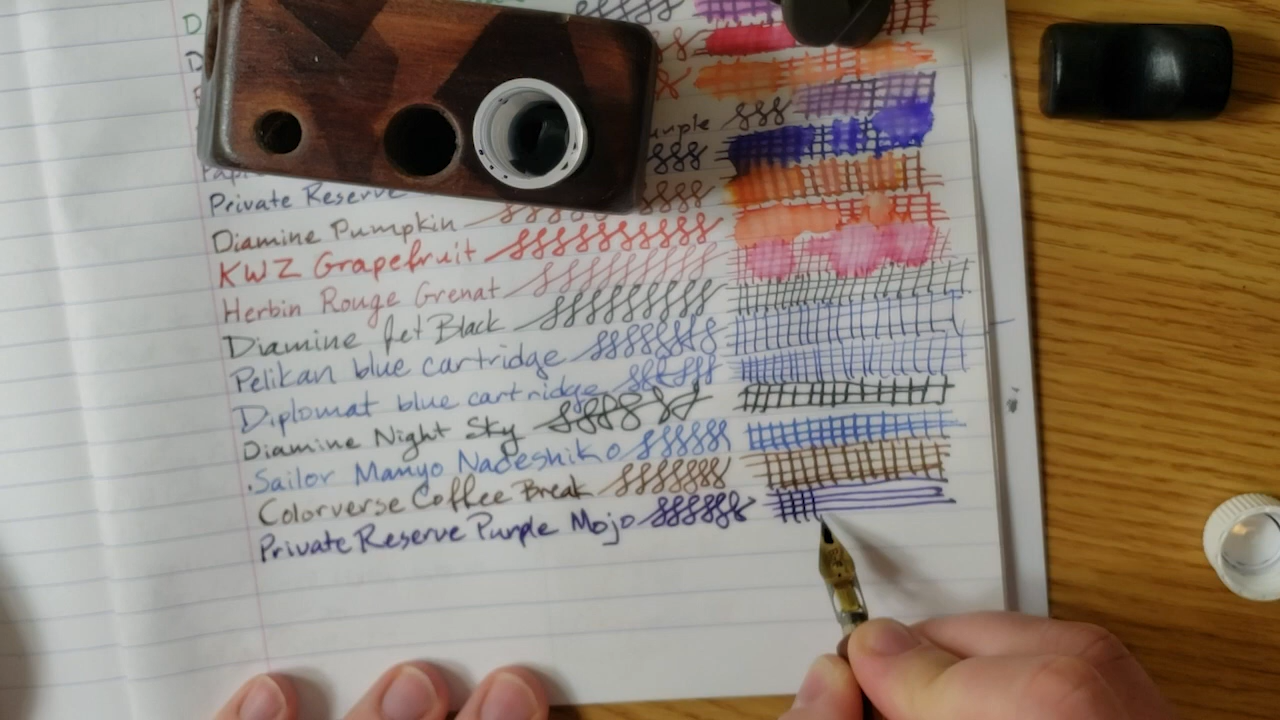 D
D
unple
Private Reserve
Diamine Pumpkin
KWZ Grapefruit
Herbin Rouge Grenat
Diamine Jet Black
Pelikan blue cartridge
Diplomat blue cartridge
Diamine Night Sky
Sailor Manyo Nadeshiko
Colorverse Coffee Break
Private Reserve Purple Mojo